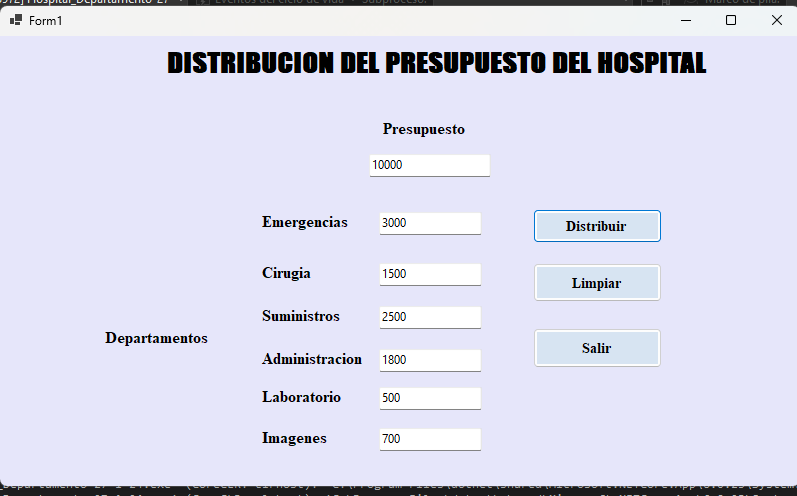 Form1
DISTRIBUCION DEL PRESUPUESTO DEL HOSPITAL
Presupuesto
10000
Emergencias 3000 Distribuir
Cirugia 1500 Limpiar
Suministros 2500
Departamentos Salir
Administracion 1800
Laboratorio 500
Imagenes 700